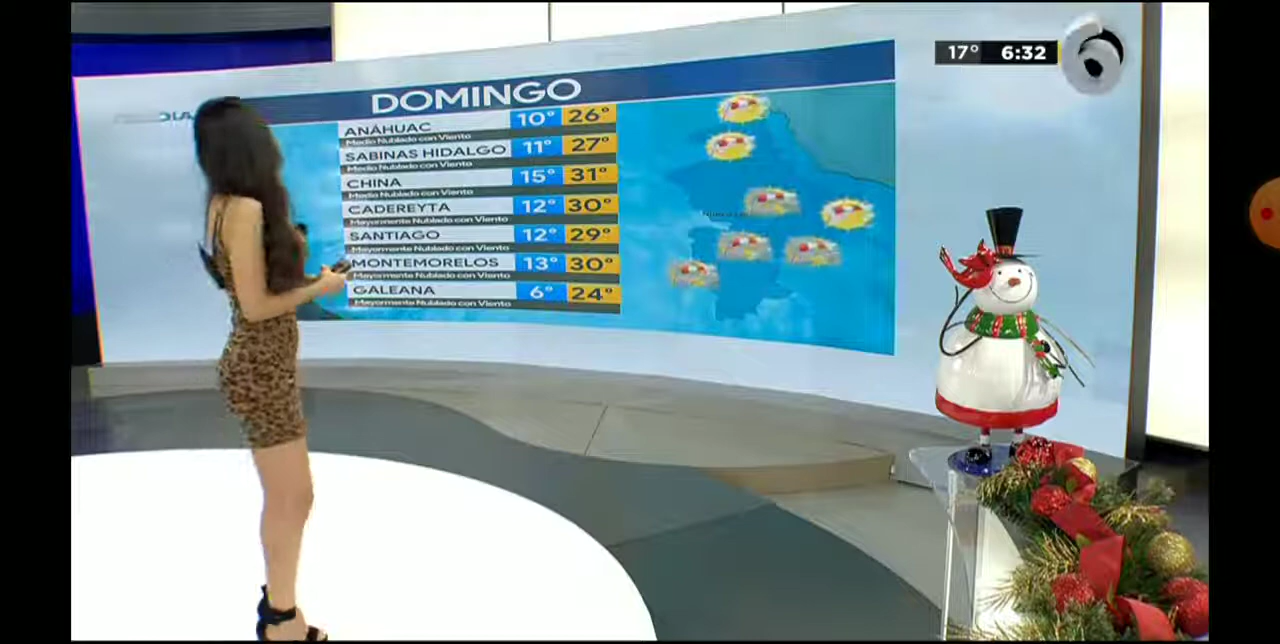 17° 6:32
DOMINGO
DÍA
ANÁHUAC 10° 26°
Medio Nublado con Viento
SABINAS HIDALGO 11° 27°
Medio Nublado con Viento
CHINA 15° 31°
Medio Nublado con Viento
CADEREYTA 12° 30°
Mayormente Nublado con Viento
SANTIAGO 12° 29°
Mayormente Nublado con Viento
MONTEMORELOS 13° 30°
Mayormente Nublado con Viento
GALEANA 6° 24°
Mayormente Nublado con Viento